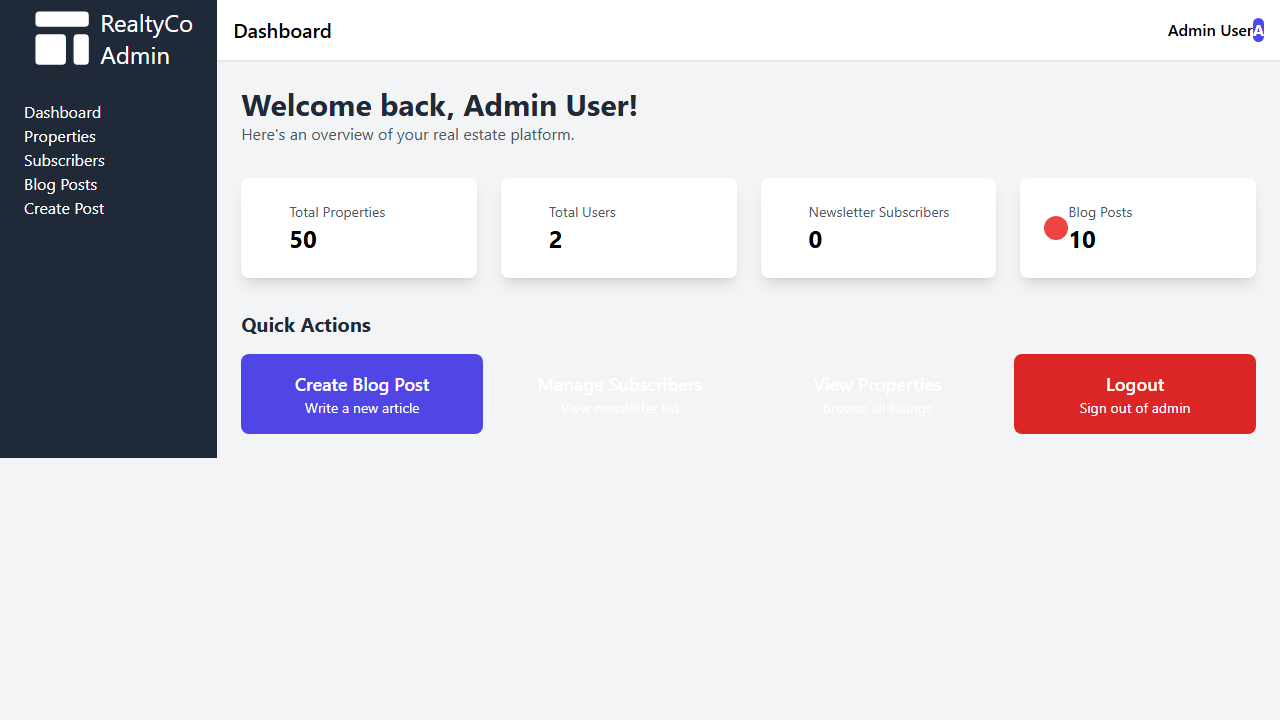 RealtyCo
Admin
Dashboard
Properties
Subscribers
Blog Posts
Create Post
Dashboard
Admin User
A
Welcome back, Admin User!
Here's an overview of your real estate platform.
Total Properties
50
Total Users
2
Newsletter Subscribers
0
Blog Posts
10
Quick Actions
Create Blog Post
Write a new article
Manage Subscribers
View newsletter list
View Properties
Browse all listings
Logout
Sign out of admin